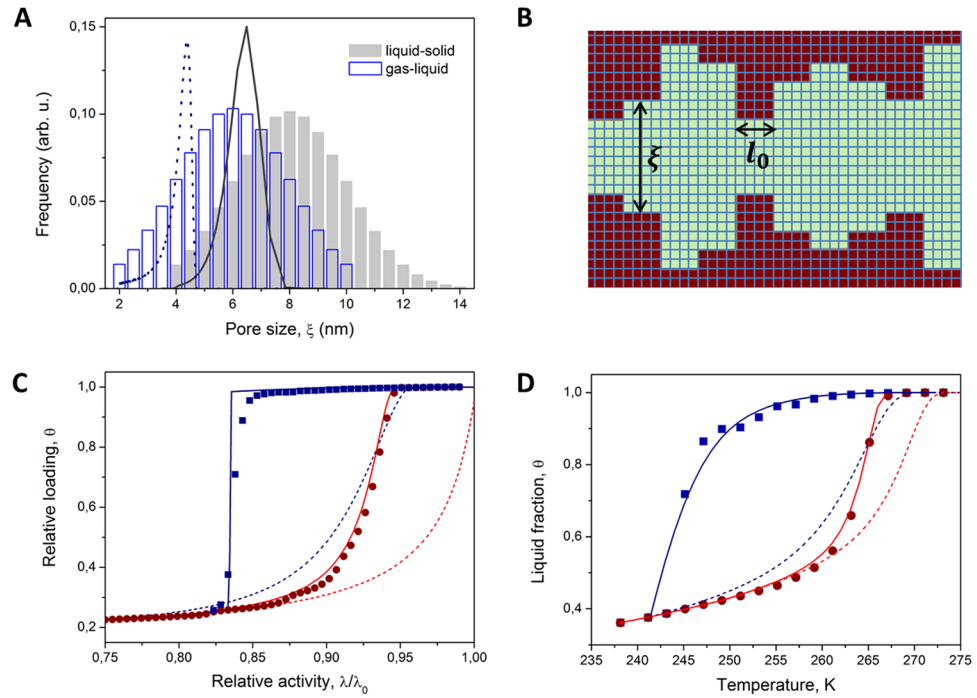 A
Frequency (arb. u.)
0,15
0,10
0,05
0,00
liquid-solid
gas-liquid
2 4 6 8 10 12 14
Pore size, ξ (nm)
B
ξ
l₀
C
Relative loading, θ
1,0
0,8
0,6
0,4
0,2
0,75 0,80 0,85 0,90 0,95 1,00
Relative activity, λ/λ₀
D
Liquid fraction, θ
1,0
0,8
0,6
0,4
235 240 245 250 255 260 265 270 275
Temperature, K